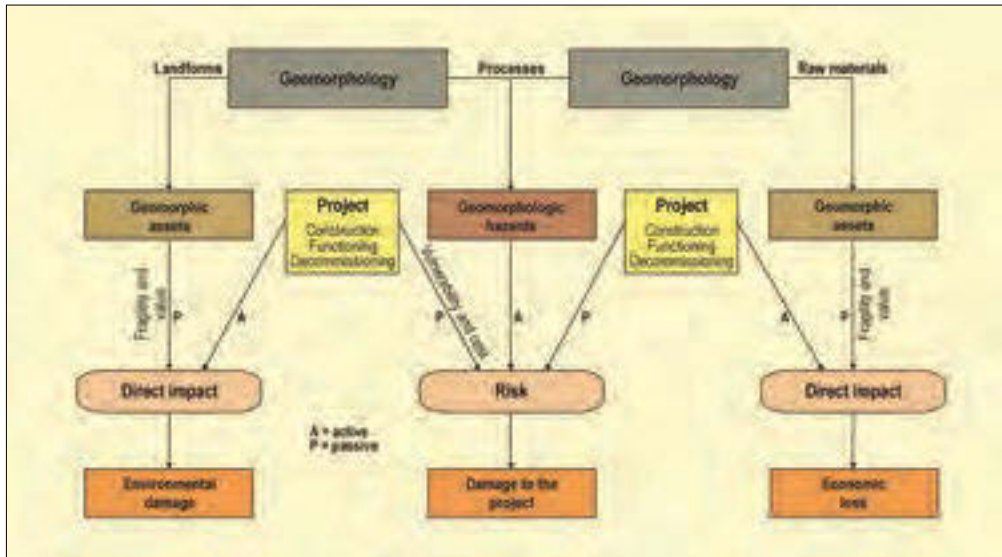 Landforms
Geomorphology
Processes
Geomorphology
Raw materials
Geomorphic
assets
Project
Construction
Functioning
Decommissioning
Geomorphologic
hazards
Project
Construction
Functioning
Decommissioning
Geomorphic
assets
Fragility and
value
P
A
Vulnerability and cost
P
A
P
A
P
Fragility and
value
Direct impact
Risk
Direct impact
A = active
P = passive
Environmental
damage
Damage to the
project
Economic
loss